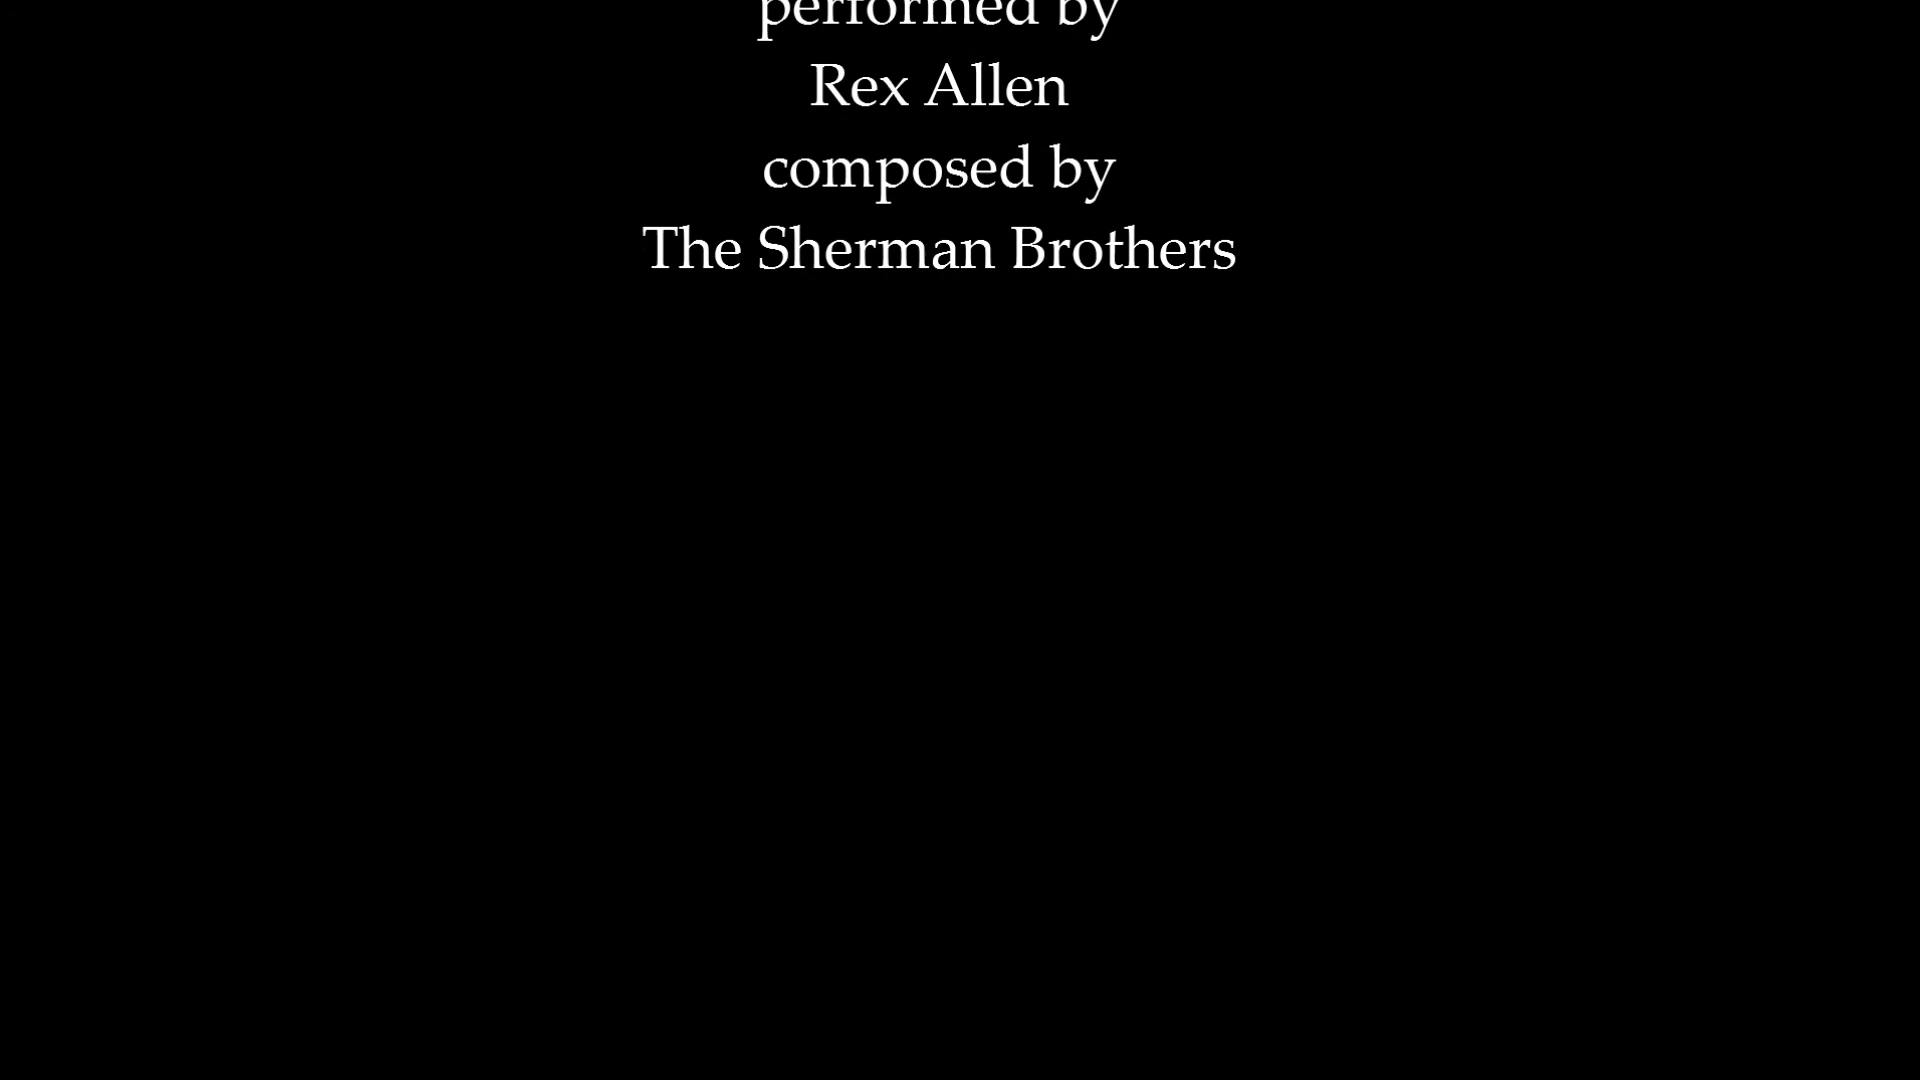 performed by
Rex Allen
composed by
The Sherman Brothers